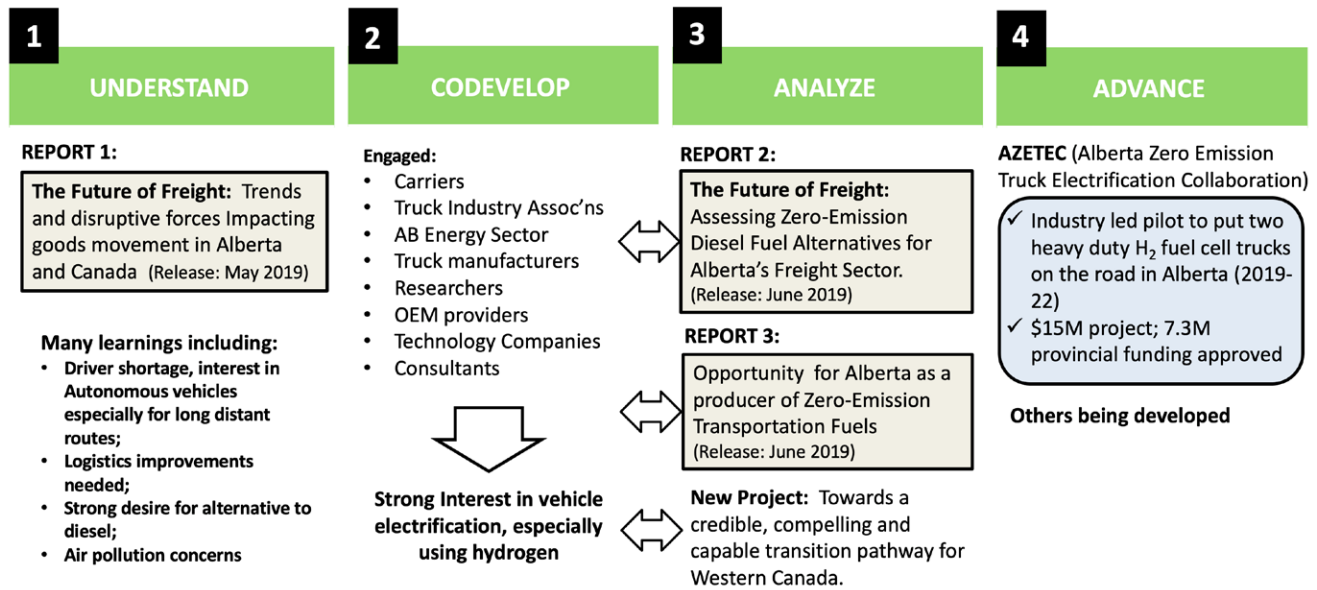 1
UNDERSTAND
REPORT 1:
The Future of Freight: Trends
and disruptive forces Impacting
goods movement in Alberta
and Canada (Release: May 2019)
Many learnings including:
• Driver shortage, interest in
Autonomous vehicles
especially for long distant
routes;
• Logistics improvements
needed;
• Strong desire for alternative to
diesel;
• Air pollution concerns
2
CODEVELOP
Engaged:
• Carriers
• Truck Industry Assoc'ns
• AB Energy Sector
• Truck manufacturers
• Researchers
• OEM providers
• Technology Companies
• Consultants
Strong Interest in vehicle
electrification, especially
using hydrogen
3
ANALYZE
REPORT 2:
The Future of Freight:
Assessing Zero-Emission
Diesel Fuel Alternatives for
Alberta's Freight Sector.
(Release: June 2019)
REPORT 3:
Opportunity for Alberta as a
producer of Zero-Emission
Transportation Fuels
(Release: June 2019)
New Project: Towards a
credible, compelling and
capable transition pathway for
Western Canada.
4
ADVANCE
AZETEC (Alberta Zero Emission
Truck Electrification Collaboration)
✓ Industry led pilot to put two
heavy duty H₂ fuel cell trucks
on the road in Alberta (2019-
22)
✓ $15M project; 7.3M
provincial funding approved
Others being developed